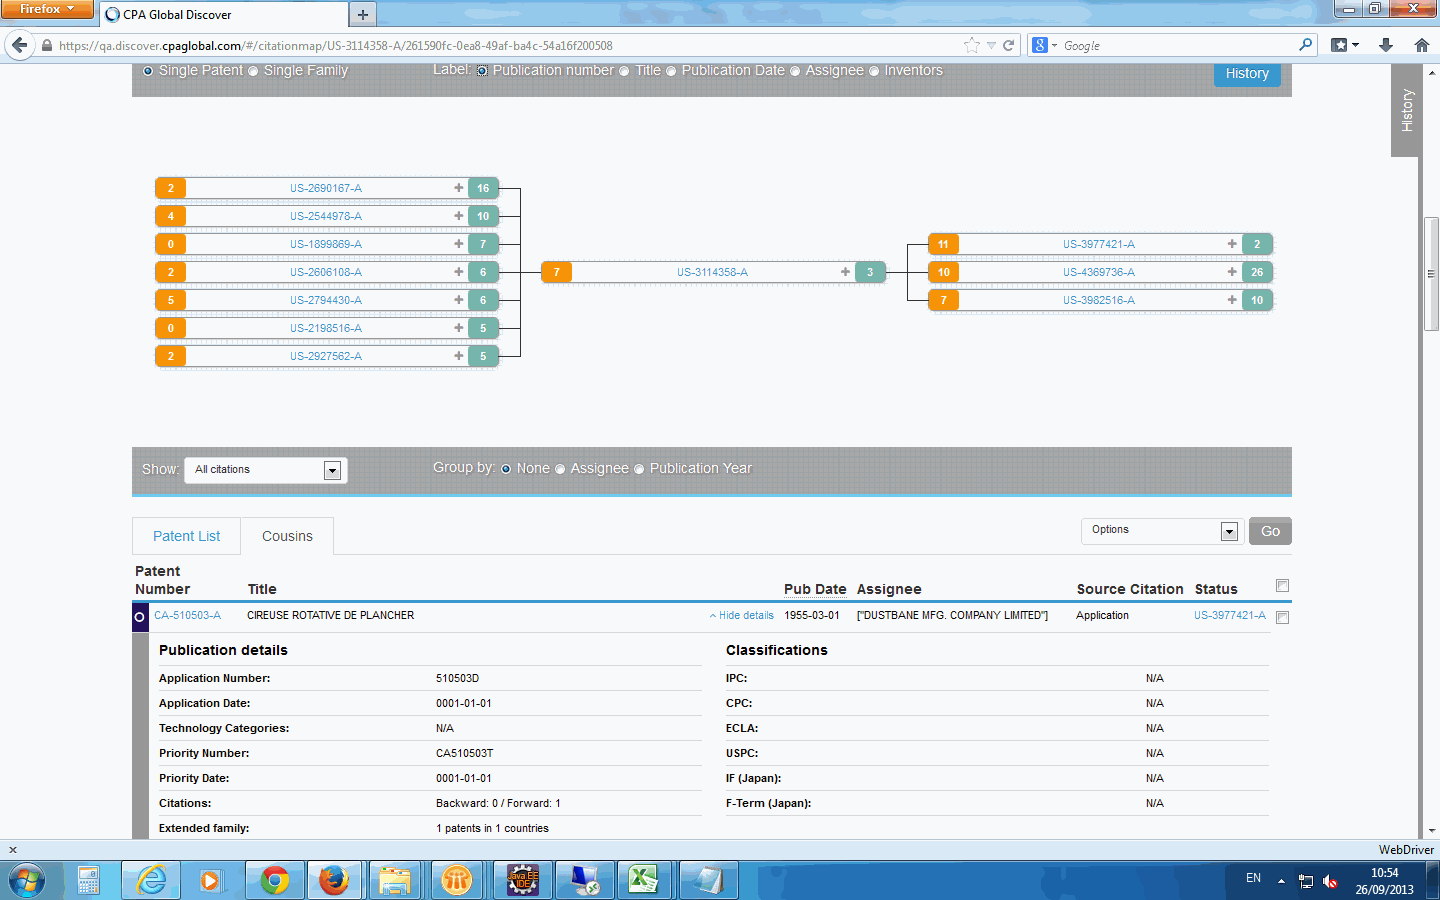 Firefox
CPA Global Discover
https://qa.discover.cpaglobal.com/#/citationmap/US-3114358-A/261590fc-0ea8-49af-ba4c-54a16f200508
Google
Single Patent Single Family Label: Publication number Title Publication Date Assignee Inventors History
History
2 US-2690167-A + 16
4 US-2544978-A + 10
0 US-1899869-A + 7
2 US-2606108-A + 6
5 US-2794430-A + 6
0 US-2198516-A + 5
2 US-2927562-A + 5
7 US-3114358-A + 3
11 US-3977421-A + 2
10 US-4369736-A + 26
7 US-3982516-A + 10
Show: All citations Group by: None Assignee Publication Year
Patent List Cousins Options Go
Patent Number Title Pub Date Assignee Source Citation Status
CA-510503-A CIREUSE ROTATIVE DE PLANCHER Hide details 1955-03-01 ["DUSTBANE MFG. COMPANY LIMITED"] Application US-3977421-A
Publication details
Application Number: 510503D
Application Date: 0001-01-01
Technology Categories: N/A
Priority Number: CA510503T
Priority Date: 0001-01-01
Citations: Backward: 0 / Forward: 1
Extended family: 1 patents in 1 countries
Classifications
IPC: N/A
CPC: N/A
ECLA: N/A
USPC: N/A
IF (Japan): N/A
F-Term (Japan): N/A
x WebDriver
Java EE
IDE
EN
10:54
26/09/2013